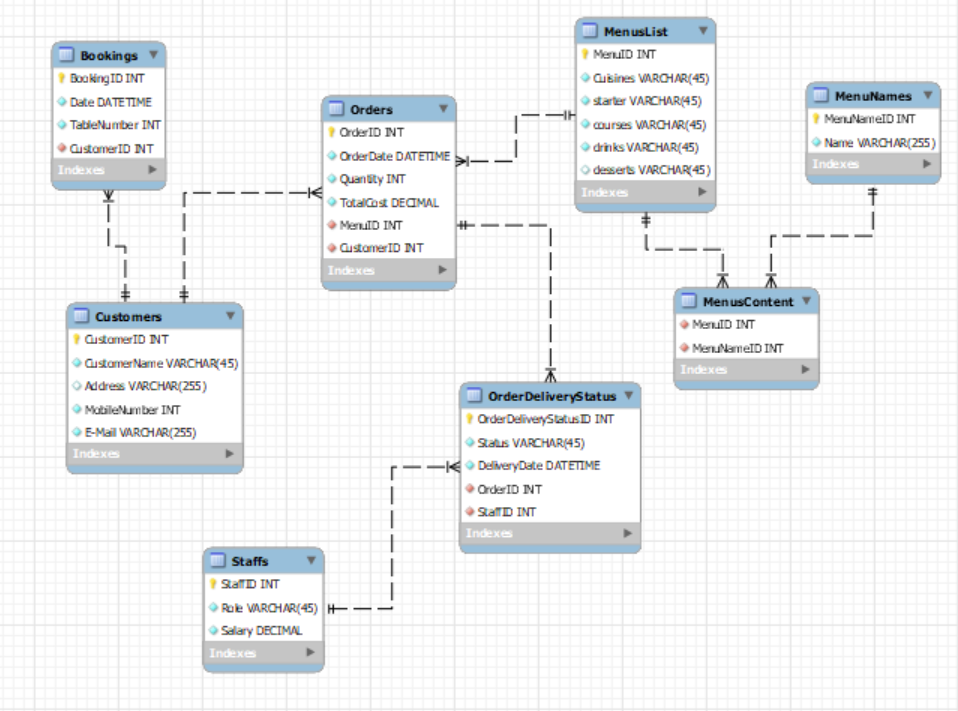 Bookings
BookingID INT
Date DATETIME
TableNumber INT
CustomerID INT
Indexes
Orders
OrderID INT
OrderDate DATETIME
Quantity INT
TotalCost DECIMAL
MenuID INT
CustomerID INT
Indexes
MenusList
MenuID INT
Cuisines VARCHAR(45)
starter VARCHAR(45)
courses VARCHAR(45)
drinks VARCHAR(45)
desserts VARCHAR(45)
Indexes
MenuNames
MenuNameID INT
Name VARCHAR(255)
Indexes
Customers
CustomerID INT
CustomerName VARCHAR(45)
Address VARCHAR(255)
MobileNumber INT
E-Mail VARCHAR(255)
Indexes
MenusContent
MenuID INT
MenuNameID INT
Indexes
OrderDeliveryStatus
OrderDeliveryStatusID INT
Status VARCHAR(45)
DeliveryDate DATETIME
OrderID INT
StaffID INT
Indexes
Staffs
StaffID INT
Role VARCHAR(45)
Salary DECIMAL
Indexes